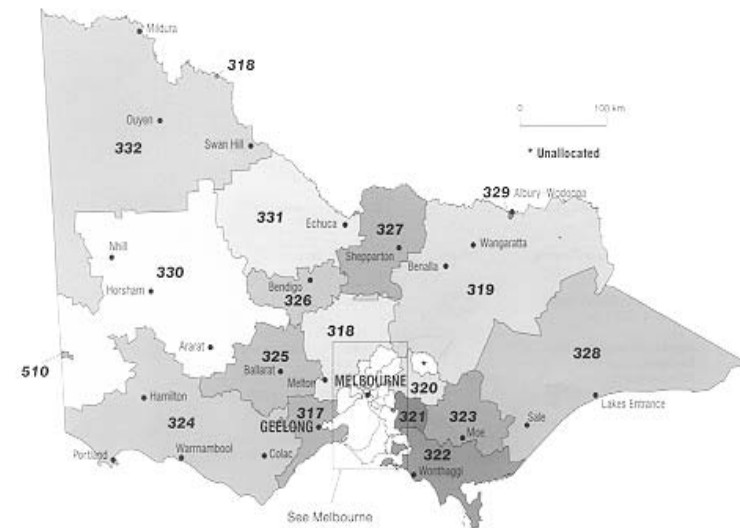 Mildura
318
Ouyen
0 100 km
332
Swan Hill
* Unallocated
329
Albury-Wodonga
331
327
Echuca
Wangaratta
Shepparton
Nhill
Benalla
330
Bendigo
319
Horsham
326
318
Ararat
325
328
510
Ballarat
Melton
MELBOURNE
*
320
Hamilton
317
321
323
Lakes Entrance
324
GEELONG
Sale
Moe
322
Portland
Warrnambool
Colac
Wonthaggi
See Melbourne